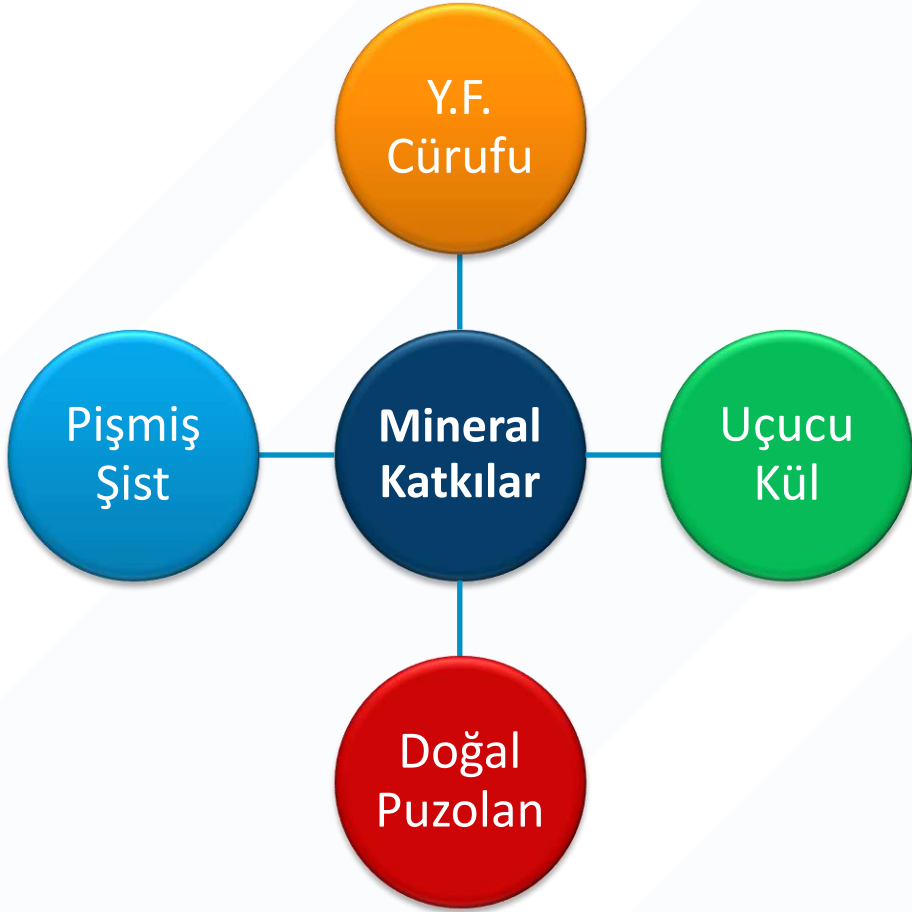 Y.F.
Cürufu
Pişmiş
Şist
Mineral
Katkılar
Uçucu
Kül
Doğal
Puzolan